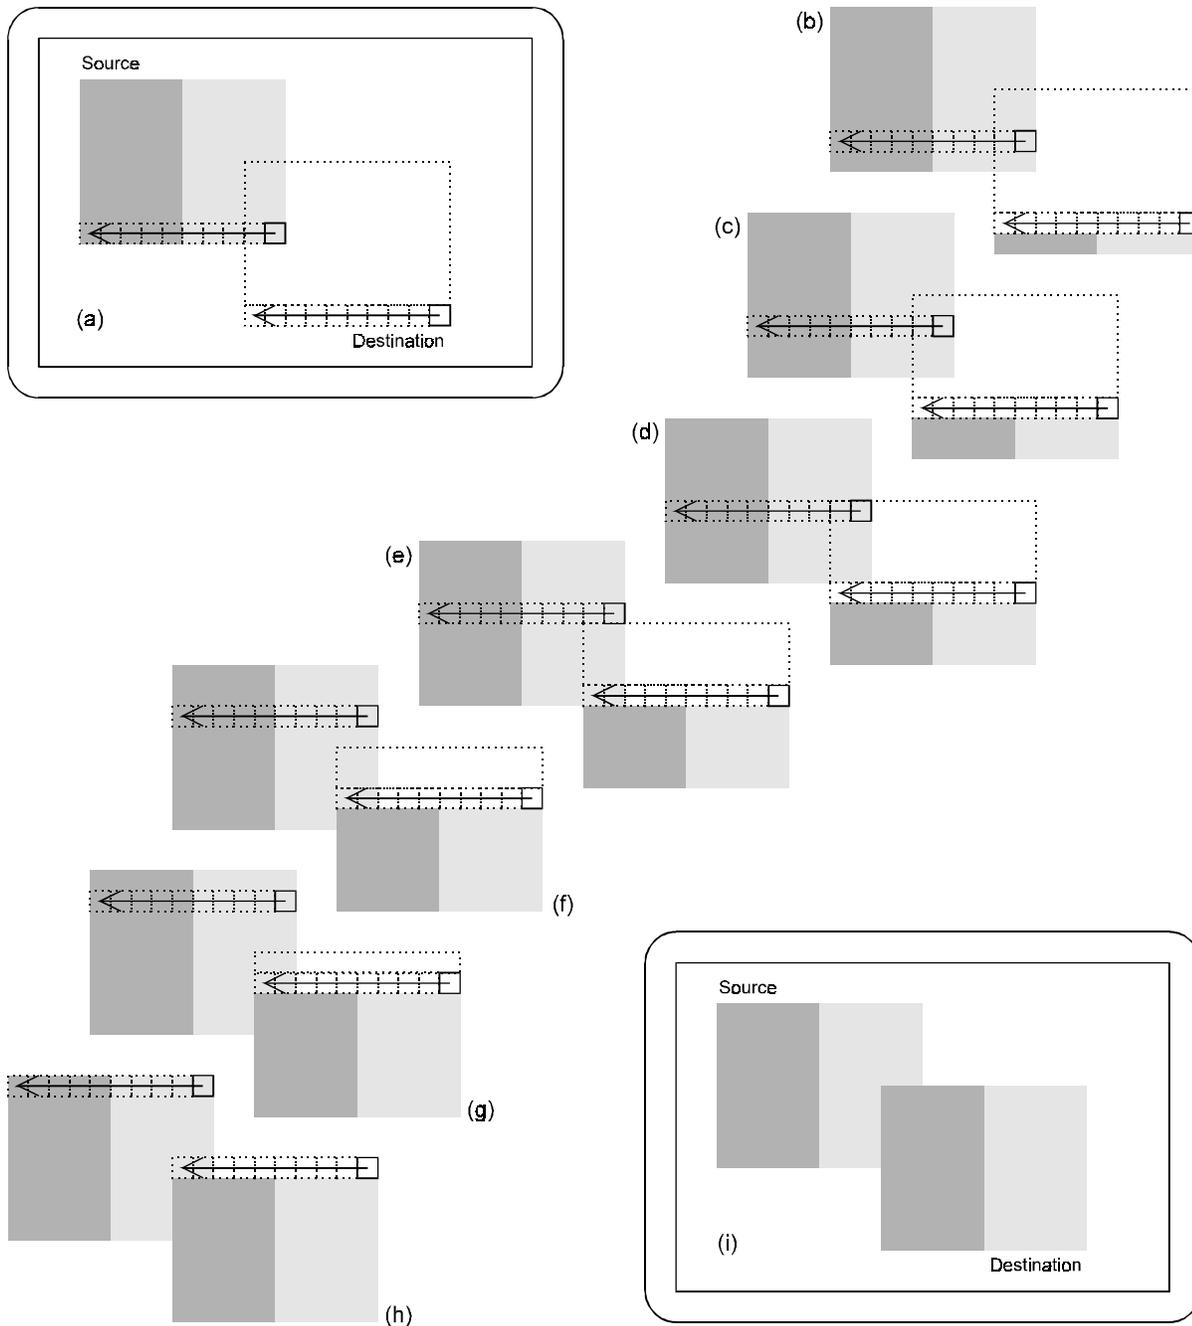 Source
(a)
Destination
(b)
(c)
(d)
(e)
(f)
(g)
(h)
Source
(i)
Destination